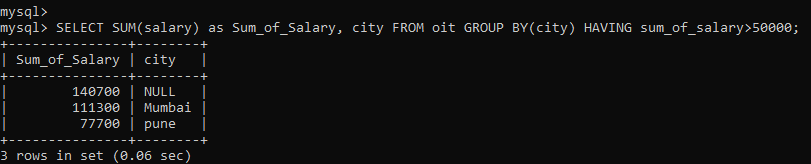 mysql>
mysql> SELECT SUM(salary) as Sum_of_Salary, city FROM oit GROUP BY(city) HAVING sum_of_salary>50000;
+---------------+--------+
| Sum_of_Salary | city   |
+---------------+--------+
|        140700 | NULL   |
|        111300 | Mumbai |
|         77700 | pune   |
+---------------+--------+
3 rows in set (0.06 sec)